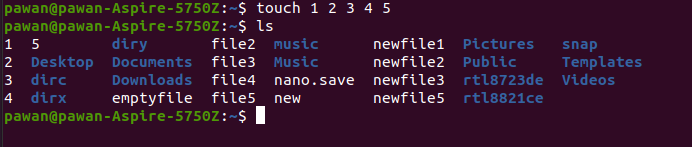 pawan@pawan-Aspire-5750Z:~$ touch 1 2 3 4 5
pawan@pawan-Aspire-5750Z:~$ ls
1 5 diry file2 music newfile1 Pictures snap
2 Desktop Documents file3 Music newfile2 Public Templates
3 dirc Downloads file4 nano.save newfile3 rtl8723de Videos
4 dirx emptyfile file5 new newfile5 rtl8821ce
pawan@pawan-Aspire-5750Z:~$